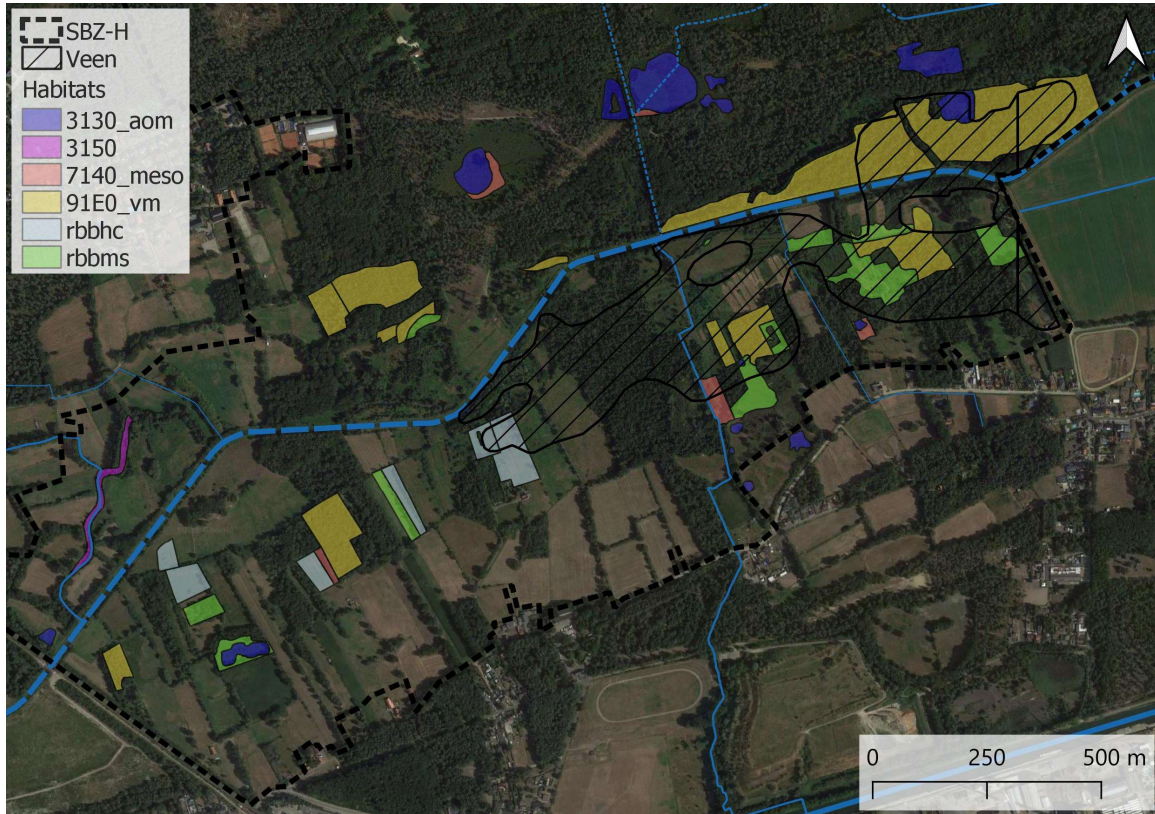 SBZ-H
Veen
Habitats
3130_aom
3150
7140_meso
91E0_vm
rbbhc
rbbms
0 250 500 m